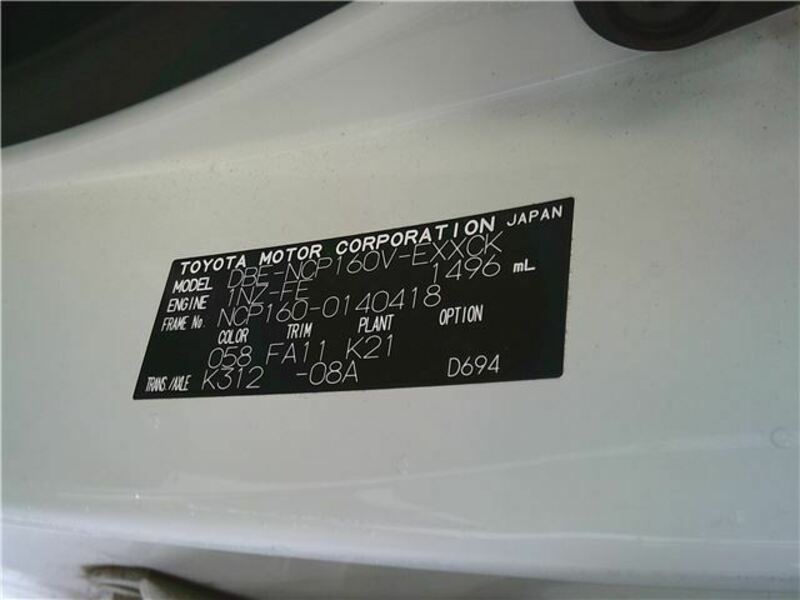 TOYOTA MOTOR CORPORATION JAPAN
MODEL DBE-NCP160V-EXXCK
ENGINE 1NZ-FE 1496 mL
FRAME No. NCP160-0140418
COLOR TRIM PLANT OPTION
058 FA11 K21
TRANS./AXLE K312 -08A D694